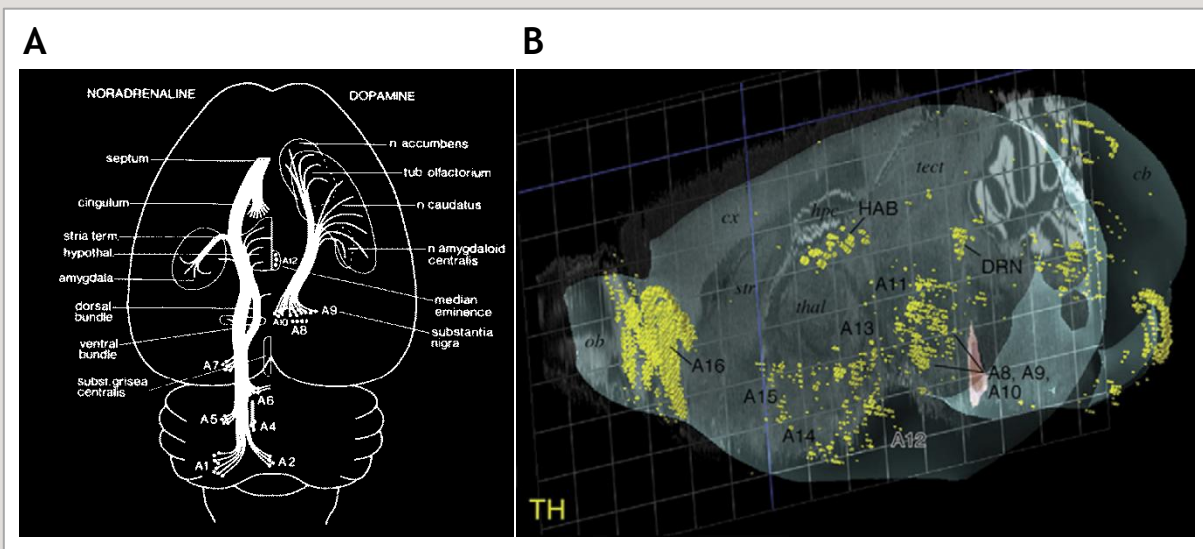 A
NORADRENALINE
DOPAMINE
septum
cingulum
stria term
hypothal.
amygdala
dorsal
bundle
ventral
bundle
A7
subst.grisea
centralis
A6
A5
A4
A1
A2
n accumbens
tub olfactorium
n caudatus
n amygdaloid
centralis
A12
median
eminence
A10
A9
A8
substantia
nigra
B
tect
cb
cx
hpc
HAB
DRN
str
A11
thal
A13
ob
A16
A8, A9,
A10
A15
A14
A12
TH